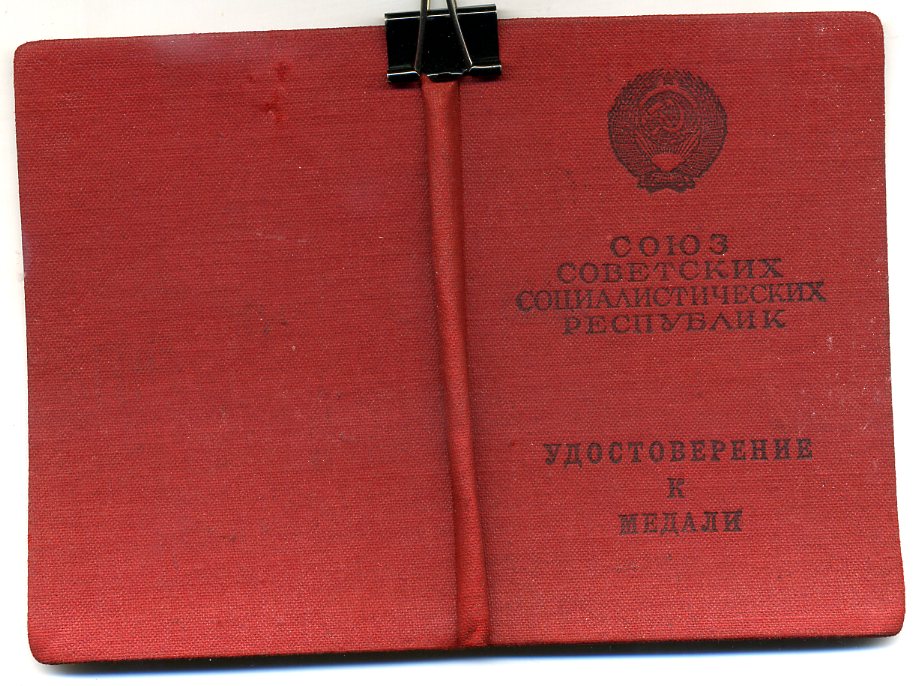 СОЮЗ
СОВЕТСКИХ
СОЦИАЛИСТИЧЕСКИХ
РЕСПУБЛИК
УДОСТОВЕРЕНИЕ
К
МЕДАЛИ